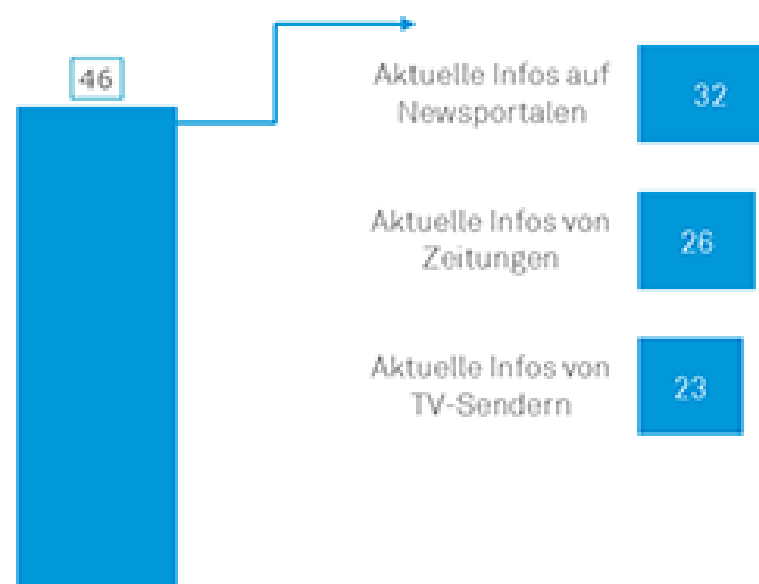 46
Aktuelle Infos auf
Newsportalen
32
Aktuelle Infos von
Zeitungen
26
Aktuelle Infos von
TV-Sendern
23